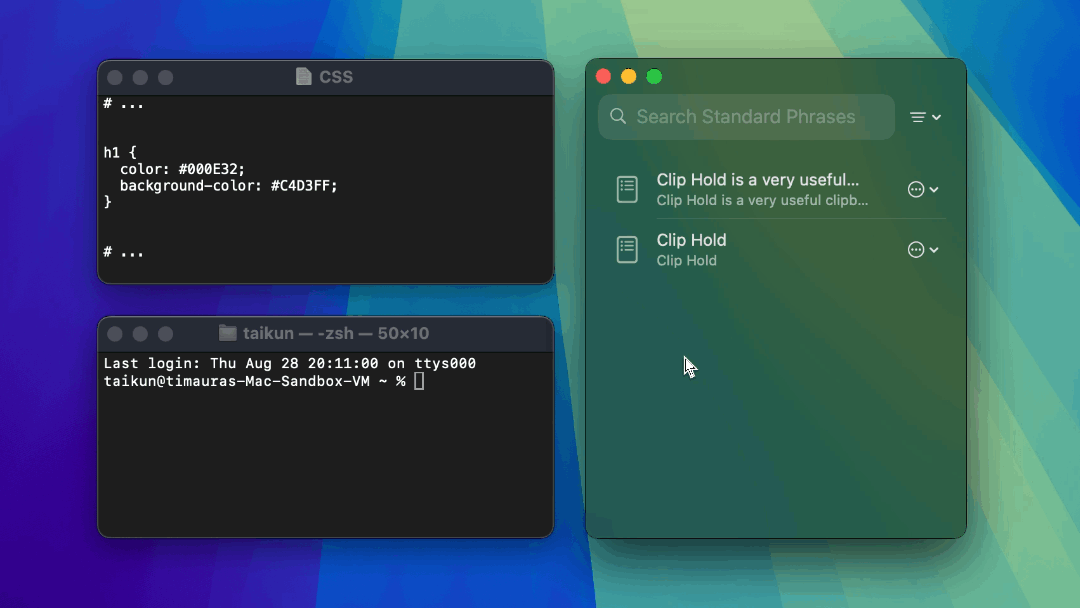 CSS
# ...
h1 {
  color: #000E32;
  background-color: #C4D3FF;
}
# ...
taikun — -zsh — 50×10
Last login: Thu Aug 28 20:11:00 on ttys000
taikun@timauras-Mac-Sandbox-VM ~ %
Search Standard Phrases
Clip Hold is a very useful...
Clip Hold is a very useful clipb...
Clip Hold
Clip Hold